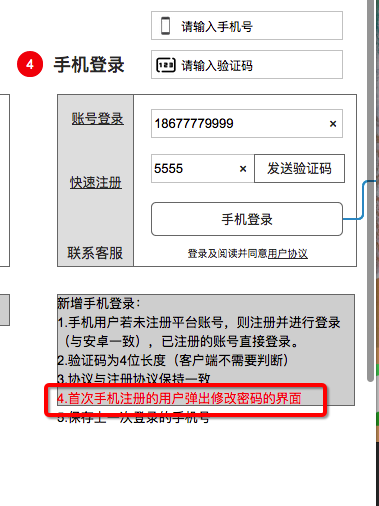 请输入手机号
4 手机登录
请输入验证码
账号登录
18677779999 ×
快速注册
5555 × 发送验证码
手机登录
联系客服
登录及阅读并同意用户协议
新增手机登录：
1.手机用户若未注册平台账号，则注册并进行登录
（与安卓一致），已注册的账号直接登录。
2.验证码为4位长度（客户端不需要判断）
3.协议与注册协议保持一致
4.首次手机注册的用户弹出修改密码的界面
5.保存上一次登录的手机号